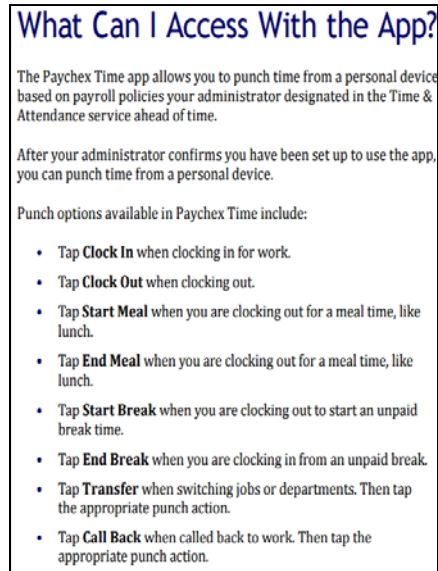 What Can I Access With the App?
The Paychex Time app allows you to punch time from a personal device
based on payroll policies your administrator designated in the Time &
Attendance service ahead of time.
After your administrator confirms you have been set up to use the app,
you can punch time from a personal device.
Punch options available in Paychex Time include:
• Tap Clock In when clocking in for work.
• Tap Clock Out when clocking out.
• Tap Start Meal when you are clocking out for a meal time, like
lunch.
• Tap End Meal when you are clocking out for a meal time, like
lunch.
• Tap Start Break when you are clocking out to start an unpaid
break time.
• Tap End Break when you are clocking in from an unpaid break.
• Tap Transfer when switching jobs or departments. Then tap
the appropriate punch action.
• Tap Call Back when called back to work. Then tap the
appropriate punch action.